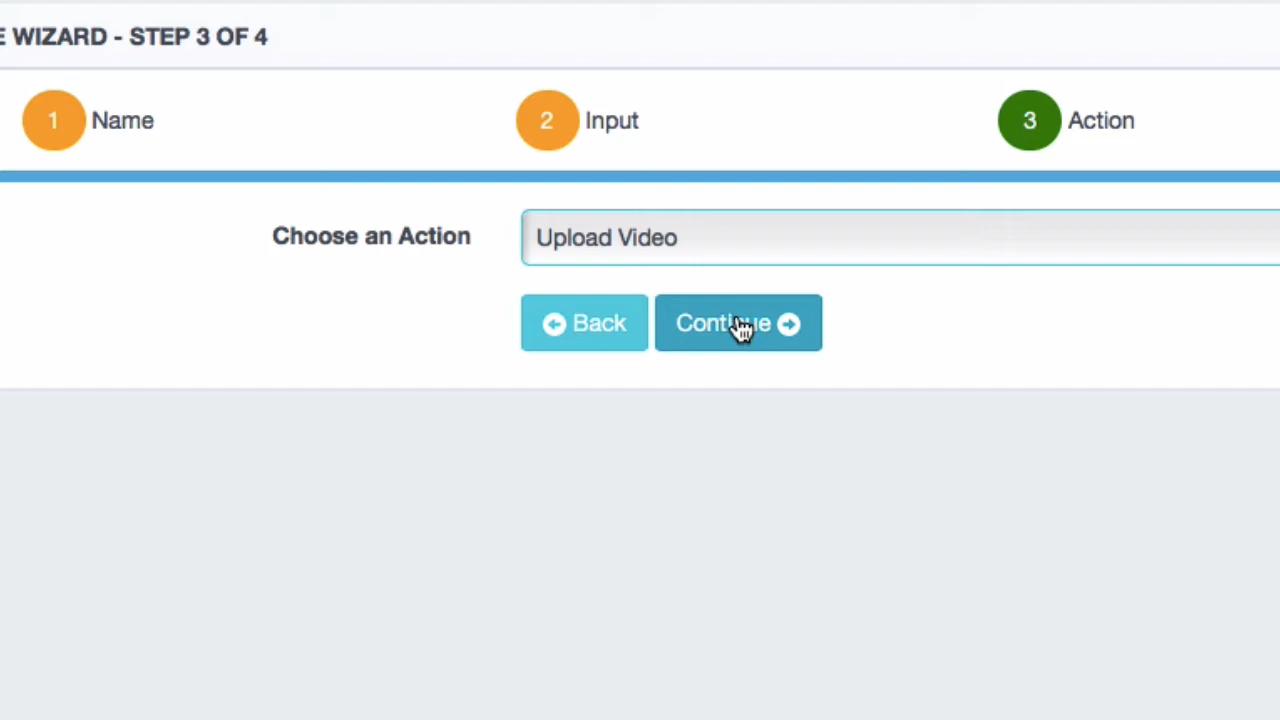 E WIZARD - STEP 3 OF 4
1 Name 2 Input 3 Action
Choose an Action Upload Video
Back Continue